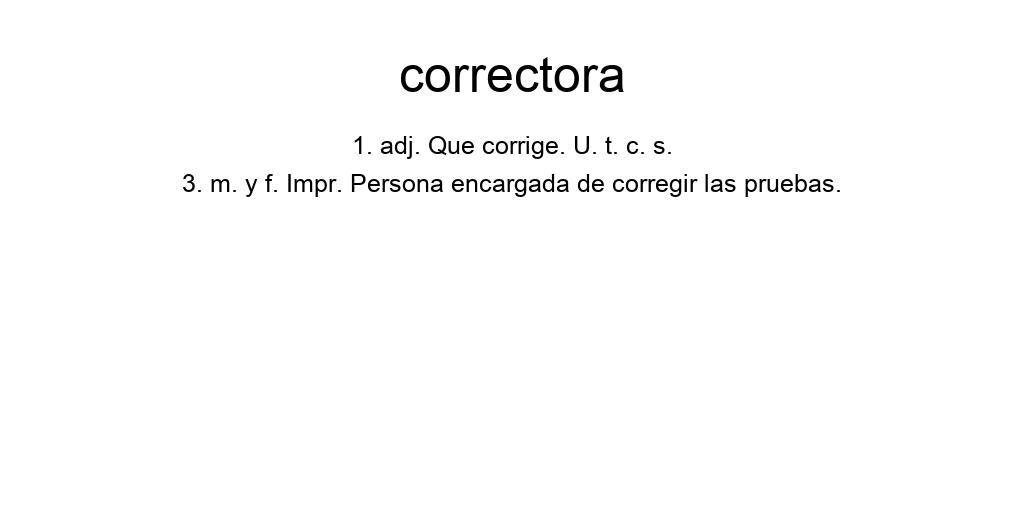 correctora
1. adj. Que corrige. U. t. c. s.
3. m. y f. Impr. Persona encargada de corregir las pruebas.